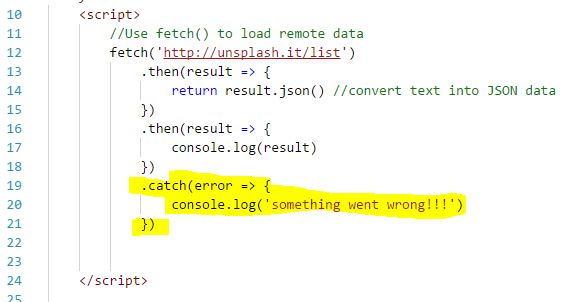 10 <script>
11 //Use fetch() to load remote data
12 fetch('http://unsplash.it/list')
13 .then(result => {
14 return result.json() //convert text into JSON data
15 })
16 .then(result => {
17 console.log(result)
18 })
19 .catch(error => {
20 console.log('something went wrong!!!')
21 })
22
23
24 </script>
25